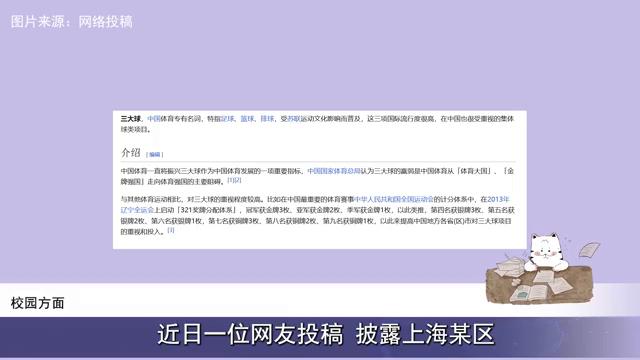 图片来源：网络投稿
三大球，中国体育专有名词，特指足球、篮球、排球，受苏联运动文化影响而普及，这三项国际流行度很高，在中国也很受重视的集体
球类项目。
介绍 [编辑]
中国体育一直将振兴三大球作为中国体育发展的一项重要指标，中国国家体育总局认为三大球的羸弱是中国体育从「体育大国」、「金
牌强国」走向体育强国的主要阻碍。[1][2]
与其他体育运动相比，对三大球的重视程度较高。比如在中国最重要的体育赛事中华人民共和国全国运动会的计分体系中，在2013年
辽宁全运会上启动「321奖牌分配体系」，冠军获金牌3枚、亚军获金牌2枚、季军获金牌1枚，以此类推，第四名获银牌3枚、第五名获
银牌2枚、第六名获银牌1枚，第七名获铜牌3枚、第八名获铜牌2枚、第九名获铜牌1枚，以此来提高中国地方各省(区)市对三大球项目
的重视和投入。[3]
校园方面
近日一位网友投稿 披露上海某区